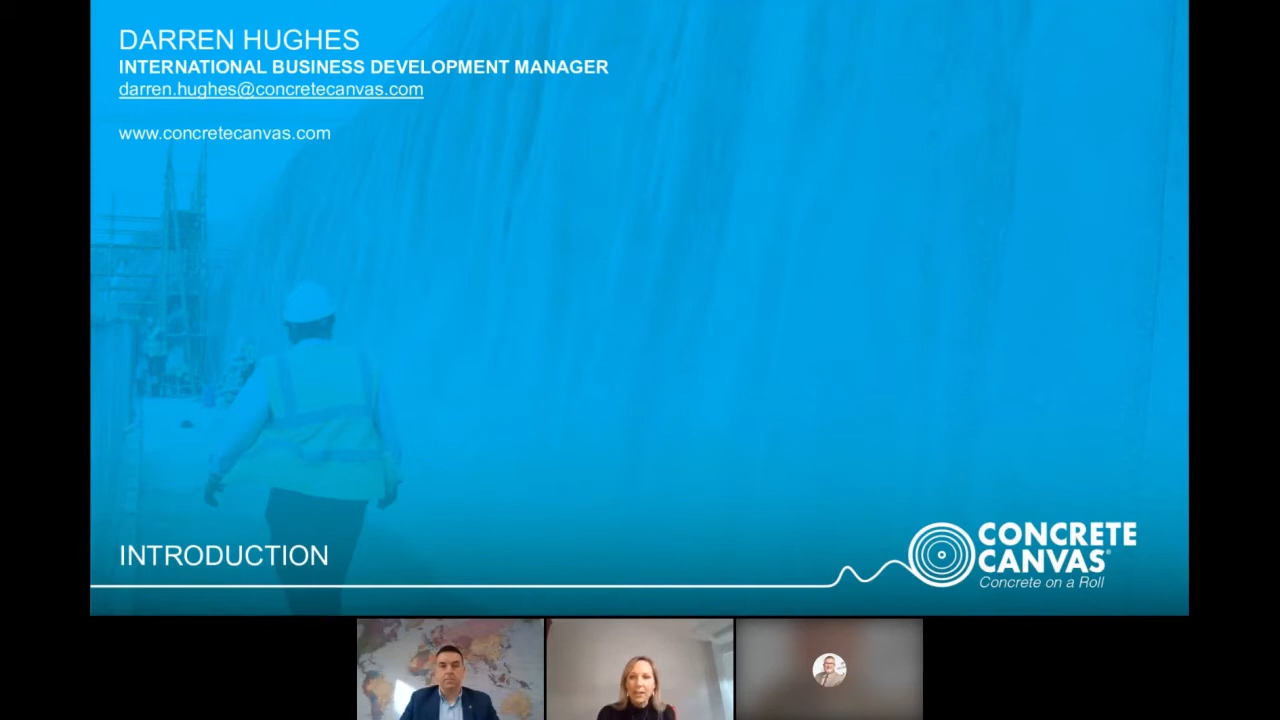 DARREN HUGHES
INTERNATIONAL BUSINESS DEVELOPMENT MANAGER
darren.hughes@concretecanvas.com
www.concretecanvas.com
INTRODUCTION
CONCRETE
CANVAS®
Concrete on a Roll